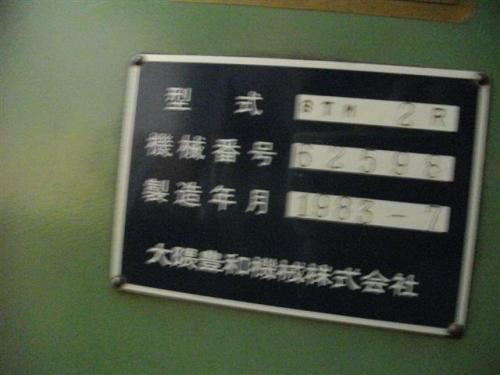 型 式 BTM 2R
機械番号 62596
製造年月 1983-7
大隈豊和機械株式会社